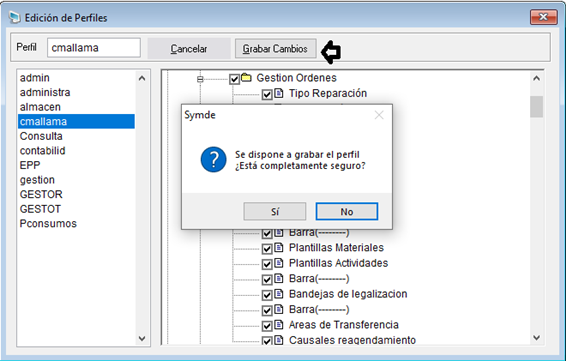 Edición de Perfiles
Perfil cmallama Cancelar Grabar Cambios
admin
administra
almacen
cmallama
Consulta
contabilid
EPP
gestion
GESTOR
GESTOT
Pconsumos
Gestion Ordenes
Tipo Reparación
Symde
Se dispone a grabar el perfil
¿Está completamente seguro?
Sí No
Barra(--------)
Plantillas Materiales
Plantillas Actividades
Barra(--------)
Bandejas de legalizacion
Barra(--------)
Areas de Transferencia
Causales reagendamiento